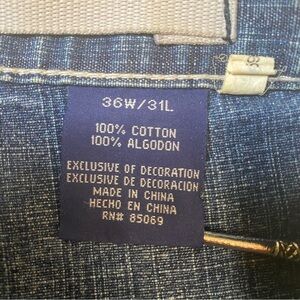 36W/31L
100% COTTON
100% ALGODON
EXCLUSIVE OF DECORATION
EXCLUSIVE DE DECORACION
MADE IN CHINA
HECHO EN CHINA
RN# 85069